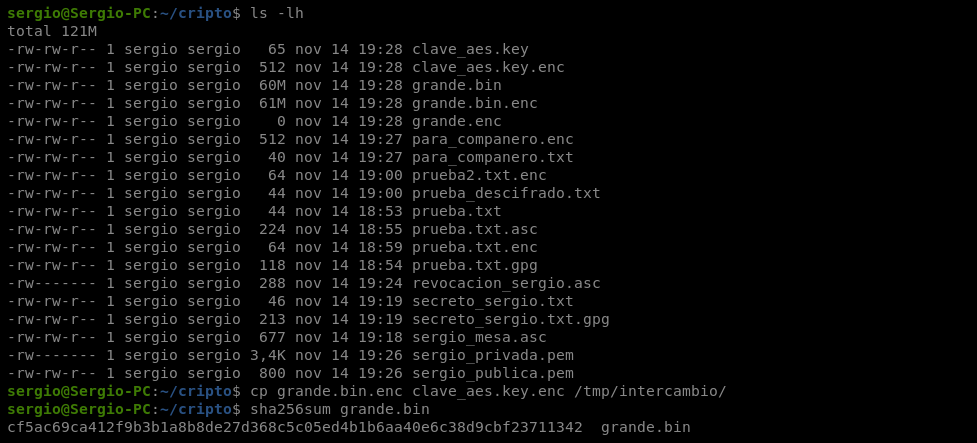 sergio@Sergio-PC:~/cripto$ ls -lh
total 121M
-rw-rw-r-- 1 sergio sergio   65 nov 14 19:28 clave_aes.key
-rw-rw-r-- 1 sergio sergio  512 nov 14 19:28 clave_aes.key.enc
-rw-rw-r-- 1 sergio sergio  60M nov 14 19:28 grande.bin
-rw-rw-r-- 1 sergio sergio  61M nov 14 19:28 grande.bin.enc
-rw-rw-r-- 1 sergio sergio    0 nov 14 19:28 grande.enc
-rw-rw-r-- 1 sergio sergio  512 nov 14 19:27 para_companero.enc
-rw-rw-r-- 1 sergio sergio   40 nov 14 19:27 para_companero.txt
-rw-rw-r-- 1 sergio sergio   64 nov 14 19:00 prueba2.txt.enc
-rw-rw-r-- 1 sergio sergio   44 nov 14 19:00 prueba_descifrado.txt
-rw-rw-r-- 1 sergio sergio   44 nov 14 18:53 prueba.txt
-rw-rw-r-- 1 sergio sergio  224 nov 14 18:55 prueba.txt.asc
-rw-rw-r-- 1 sergio sergio   64 nov 14 18:59 prueba.txt.enc
-rw-rw-r-- 1 sergio sergio  118 nov 14 18:54 prueba.txt.gpg
-rw------- 1 sergio sergio  288 nov 14 19:24 revocacion_sergio.asc
-rw-rw-r-- 1 sergio sergio   46 nov 14 19:19 secreto_sergio.txt
-rw-rw-r-- 1 sergio sergio  213 nov 14 19:19 secreto_sergio.txt.gpg
-rw-rw-r-- 1 sergio sergio  677 nov 14 19:18 sergio_mesa.asc
-rw------- 1 sergio sergio 3,4K nov 14 19:26 sergio_privada.pem
-rw-rw-r-- 1 sergio sergio  800 nov 14 19:26 sergio_publica.pem
sergio@Sergio-PC:~/cripto$ cp grande.bin.enc clave_aes.key.enc /tmp/intercambio/
sergio@Sergio-PC:~/cripto$ sha256sum grande.bin
cf5ac69ca412f9b3b1a8b8de27d368c5c05ed4b1b6aa40e6c38d9cbf23711342  grande.bin